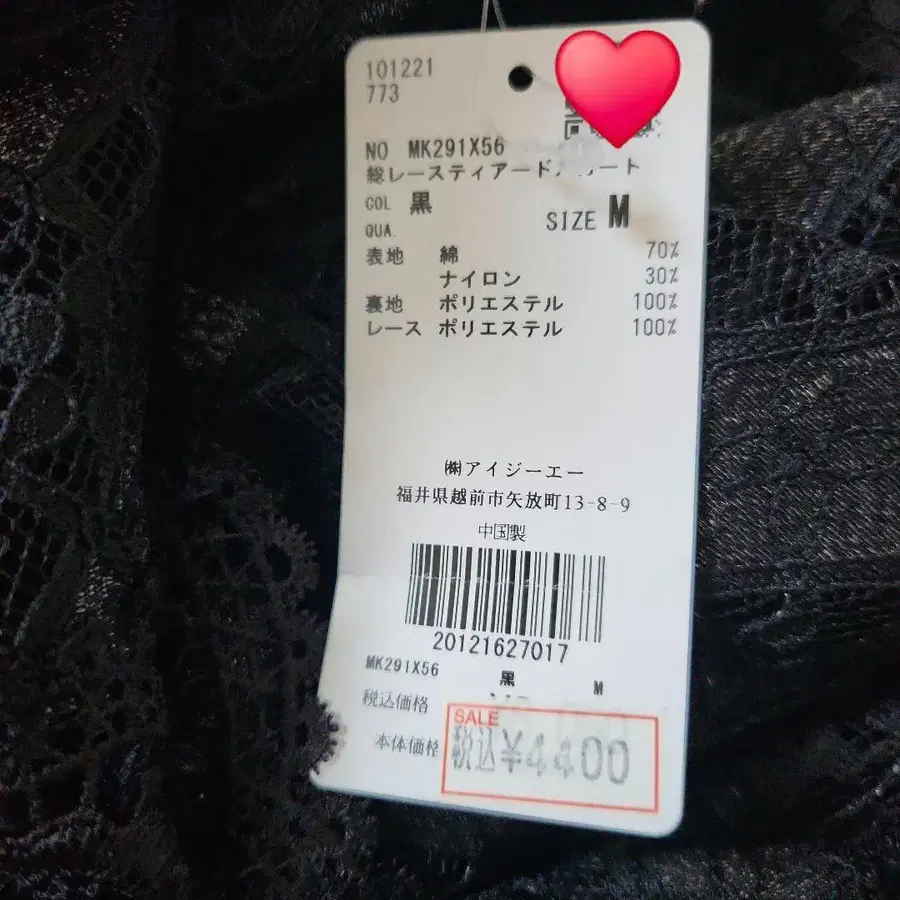 101221
773
NO MK291X56
総レースティアード ート
COL 黒
SIZE M
QUA.
表地 綿 70%
ナイロン 30%
裏地 ポリエステル 100%
レース ポリエステル 100%
㈱アイジーエー
福井県越前市矢放町13-8-9
中国製
20121627017
MK291X56 黒 M
税込価格
本体価格
SALE
税込¥4400